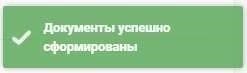 Документы успешно
сформированы